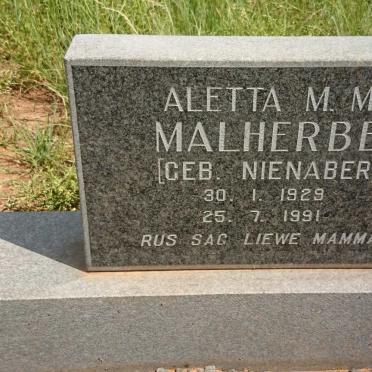 ALETTA M. M
MALHERBE
[GEB. NIENABER
30. 1. 1929
25. 7. 1991
RUS SAG LIEWE MAMMA